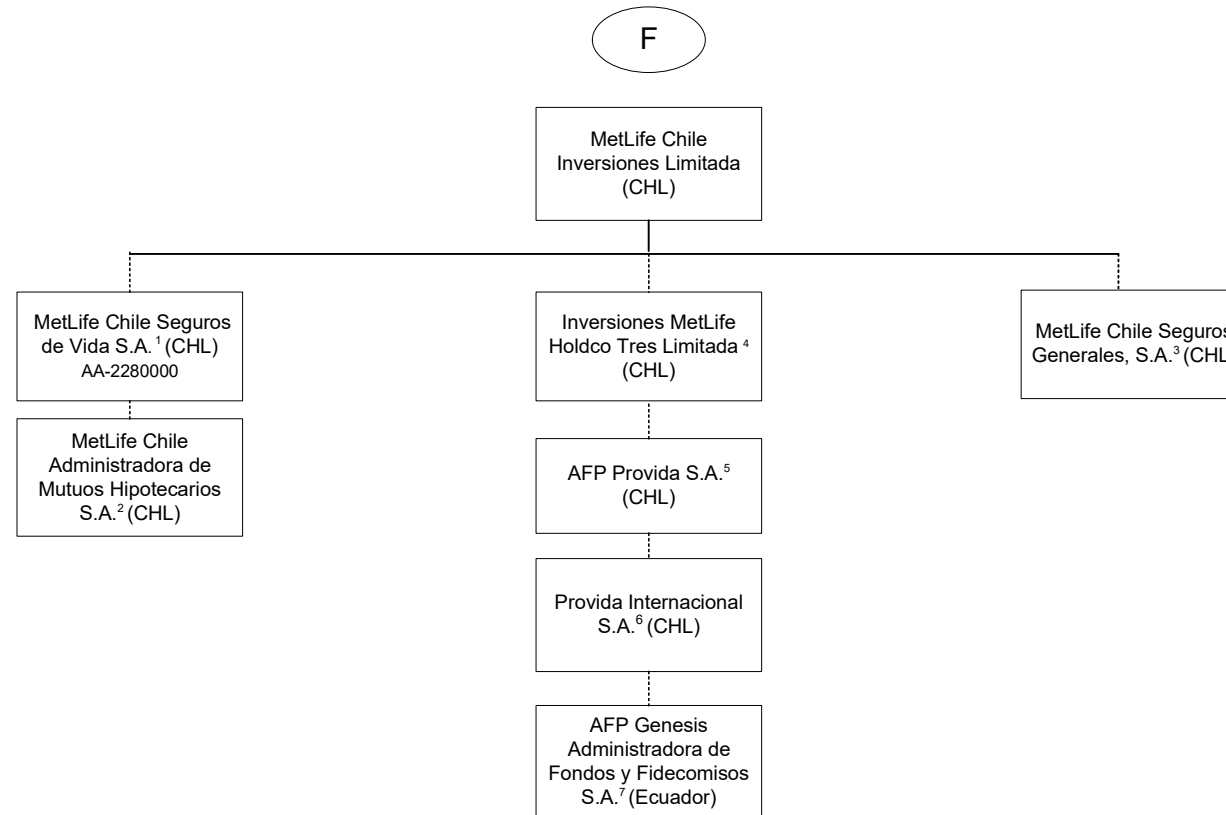 F
MetLife Chile
Inversiones Limitada
(CHL)
MetLife Chile Seguros
de Vida S.A.¹ (CHL)
AA-2280000
Inversiones MetLife
Holdco Tres Limitada ⁴
(CHL)
MetLife Chile Seguros
Generales, S.A.³ (CHL
MetLife Chile
Administradora de
Mutuos Hipotecarios
S.A.² (CHL)
AFP Provida S.A.⁵
(CHL)
Provida Internacional
S.A.⁶ (CHL)
AFP Genesis
Administradora de
Fondos y Fidecomisos
S.A.⁷ (Ecuador)